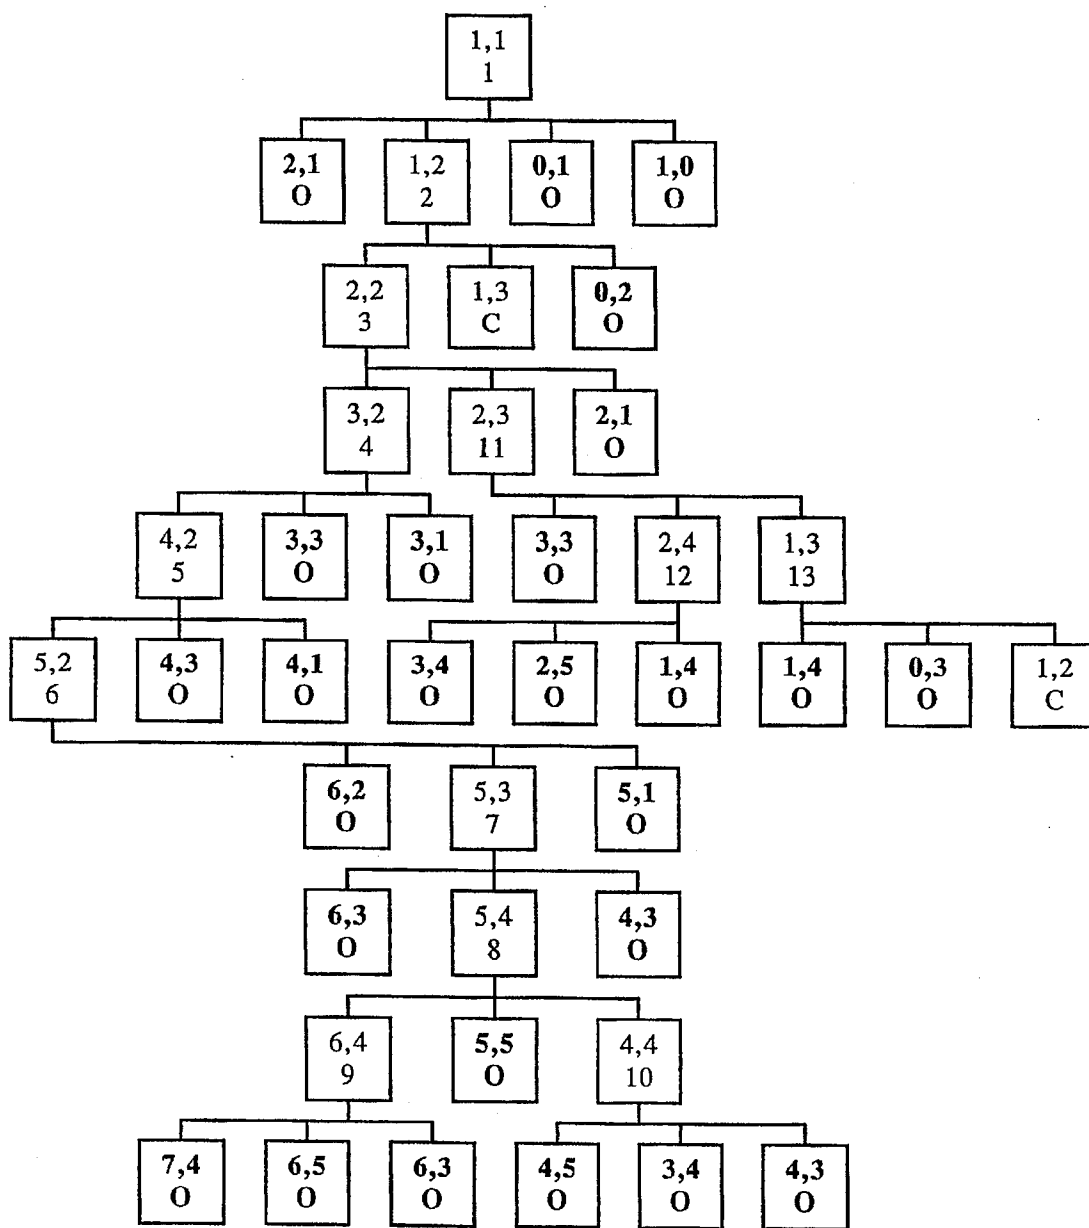 1,1
1
2,1 1,2 0,1 1,0
O 2 O O
2,2 1,3 0,2
3 C O
3,2 2,3 2,1
4 11 O
4,2 3,3 3,1 3,3 2,4 1,3
5 O O O 12 13
5,2 4,3 4,1 3,4 2,5 1,4 1,4 0,3 1,2
6 O O O O O O O C
6,2 5,3 5,1
O 7 O
6,3 5,4 4,3
O 8 O
6,4 5,5 4,4
9 O 10
7,4 6,5 6,3 4,5 3,4 4,3
O O O O O O